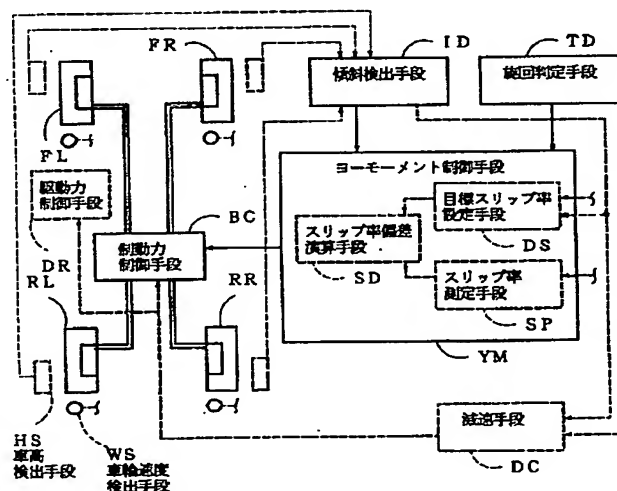 FR
ID
TD
傾斜検出手段
旋回判定手段
FL
ヨーモーメント制御手段
駆動力
制御手段
BC
目標スリップ率
設定手段
DR
制動力
制御手段
スリップ率偏差
演算手段
DS
RL
RR
SD
スリップ率
測定手段
SP
YM
減速手段
HS
車高
検出手段
WS
車輪速度
検出手段
DC